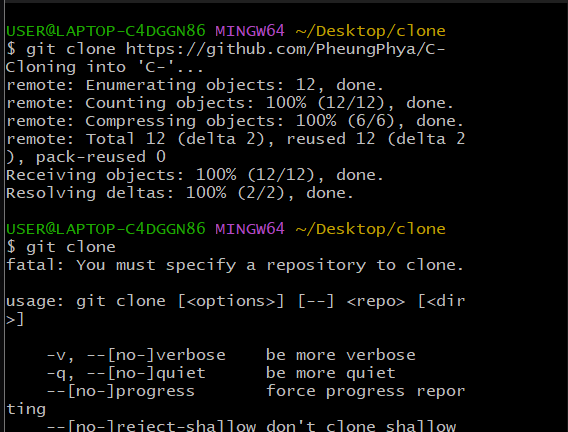 USER@LAPTOP-C4DGGN86 MINGW64 ~/Desktop/clone
$ git clone https://github.com/PheungPhya/C-
Cloning into 'C-'...
remote: Enumerating objects: 12, done.
remote: Counting objects: 100% (12/12), done.
remote: Compressing objects: 100% (6/6), done.
remote: Total 12 (delta 2), reused 12 (delta 2
), pack-reused 0
Receiving objects: 100% (12/12), done.
Resolving deltas: 100% (2/2), done.
USER@LAPTOP-C4DGGN86 MINGW64 ~/Desktop/clone
$ git clone
fatal: You must specify a repository to clone.
usage: git clone [<options>] [--] <repo> [<dir
>]
-v, --[no-]verbose    be more verbose
-q, --[no-]quiet      be more quiet
--[no-]progress       force progress repor
ting
--[no-]reject-shallow don't clone shallow